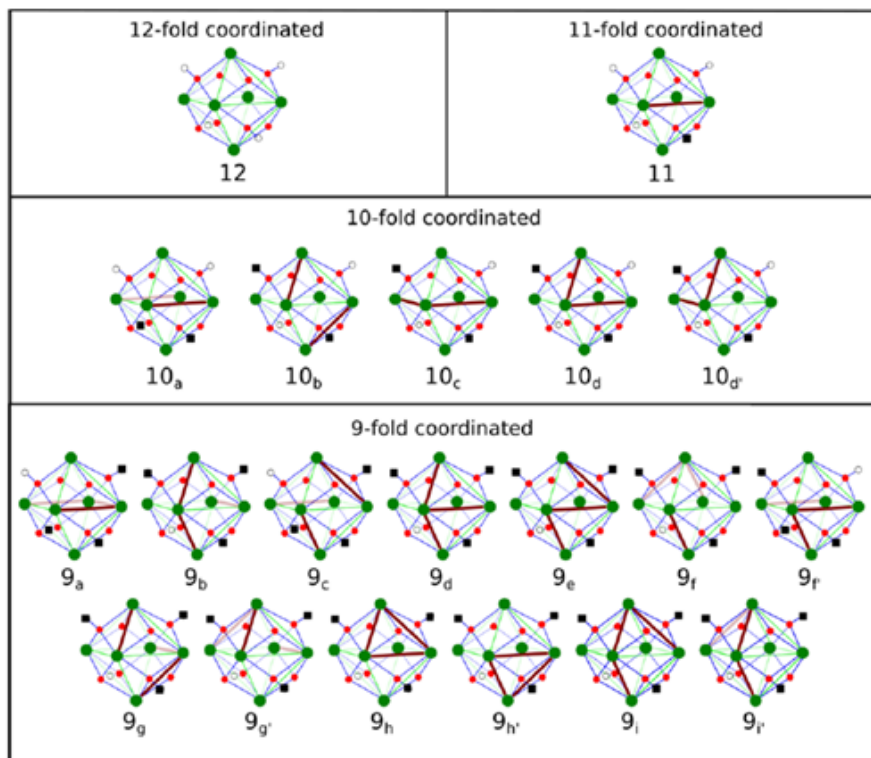 12-fold coordinated
11-fold coordinated
12
11
10-fold coordinated
10a 10b 10c 10d 10d'
9-fold coordinated
9a 9b 9c 9d 9e 9f 9f'
9g 9g' 9h 9h' 9i 9i'